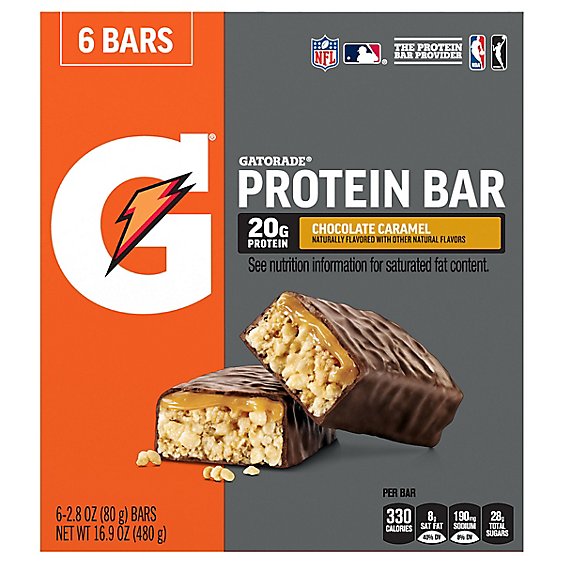 6 BARS
NFL
THE PROTEIN
BAR PROVIDER
NBA
G
GATORADE®
PROTEIN BAR
20G
PROTEIN
CHOCOLATE CARAMEL
NATURALLY FLAVORED WITH OTHER NATURAL FLAVORS
See nutrition information for saturated fat content.
6-2.8 OZ (80 g) BARS
NET WT 16.9 OZ (480 g)
PER BAR
330
CALORIES
8g
SAT FAT
40% DV
190mg
SODIUM
8% DV
28g
TOTAL
SUGARS